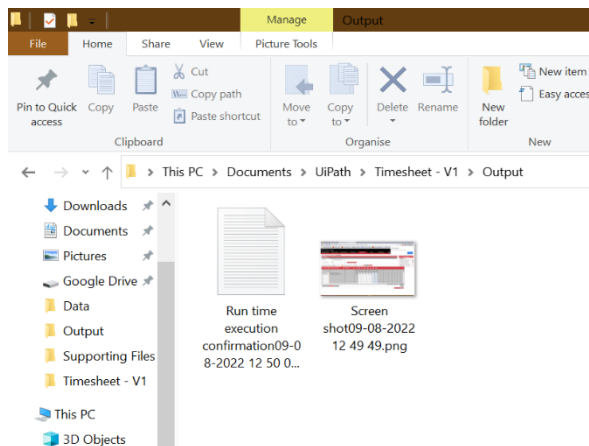 Manage Output
File Home Share View Picture Tools
Pin to Quick access
Copy
Paste
Cut
Copy path
Paste shortcut
Clipboard
Move to
Copy to
Delete
Rename
Organise
New folder
New item
Easy acces
New
This PC > Documents > UiPath > Timesheet - V1 > Output
Downloads
Documents
Pictures
Google Drive
Data
Output
Supporting Files
Timesheet - V1
This PC
3D Objects
Run time
execution
confirmation09-0
8-2022 12 50 0...
Screen
shot09-08-2022
12 49 49.png